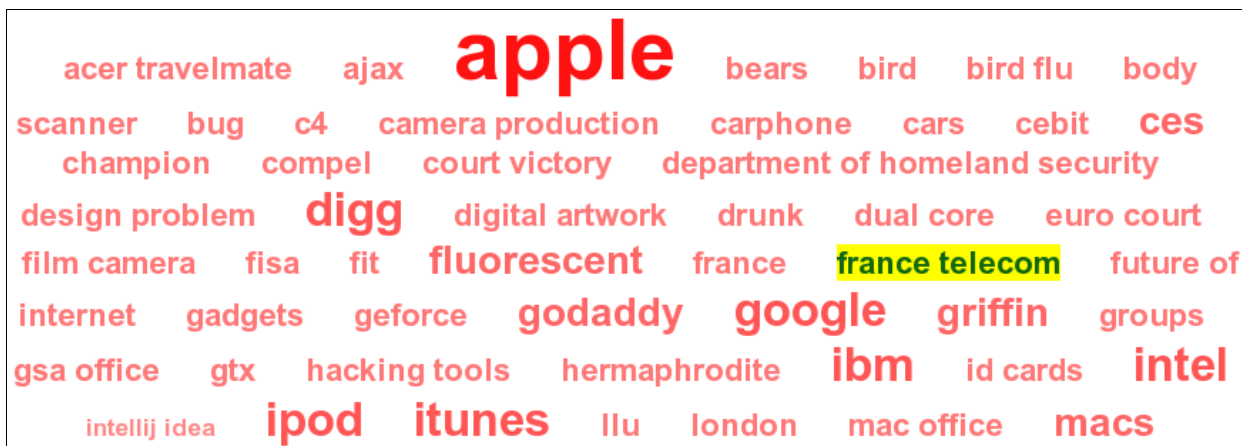 acer travelmate ajax apple bears bird bird flu body
scanner bug c4 camera production carphone cars cebit ces
champion compel court victory department of homeland security
design problem digg digital artwork drunk dual core euro court
film camera fisa fit fluorescent france france telecom future of
internet gadgets geforce godaddy google griffin groups
gsa office gtx hacking tools hermaphrodite ibm id cards intel
intellij idea ipod itunes llu london mac office macs